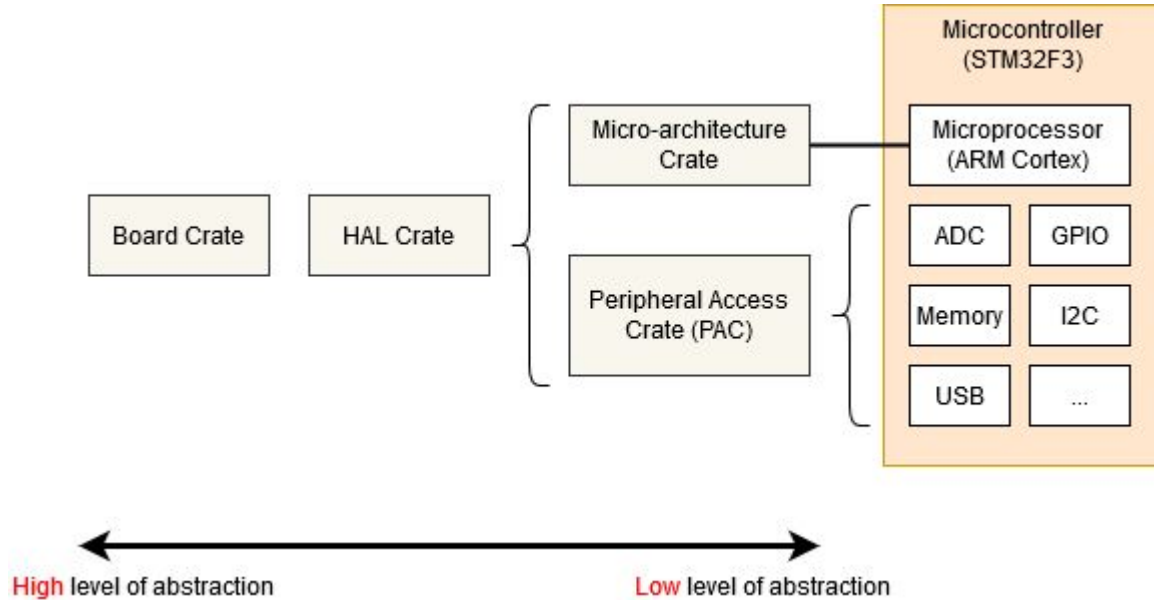 Microcontroller
(STM32F3)
Micro-architecture
Crate
Microprocessor
(ARM Cortex)
Board Crate
HAL Crate
Peripheral Access
Crate (PAC)
ADC
GPIO
Memory
I2C
USB
...
High level of abstraction
Low level of abstraction